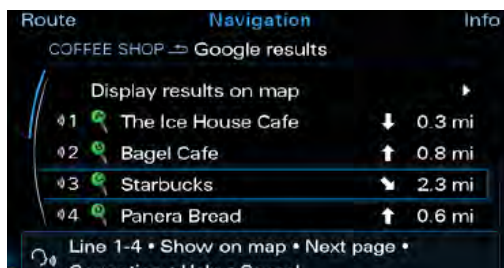 Route Navigation Info
COFFEE SHOP Google results
Display results on map
1 The Ice House Cafe 0.3 mi
2 Bagel Cafe 0.8 mi
3 Starbucks 2.3 mi
4 Panera Bread 0.6 mi
Line 1-4 • Show on map • Next page •